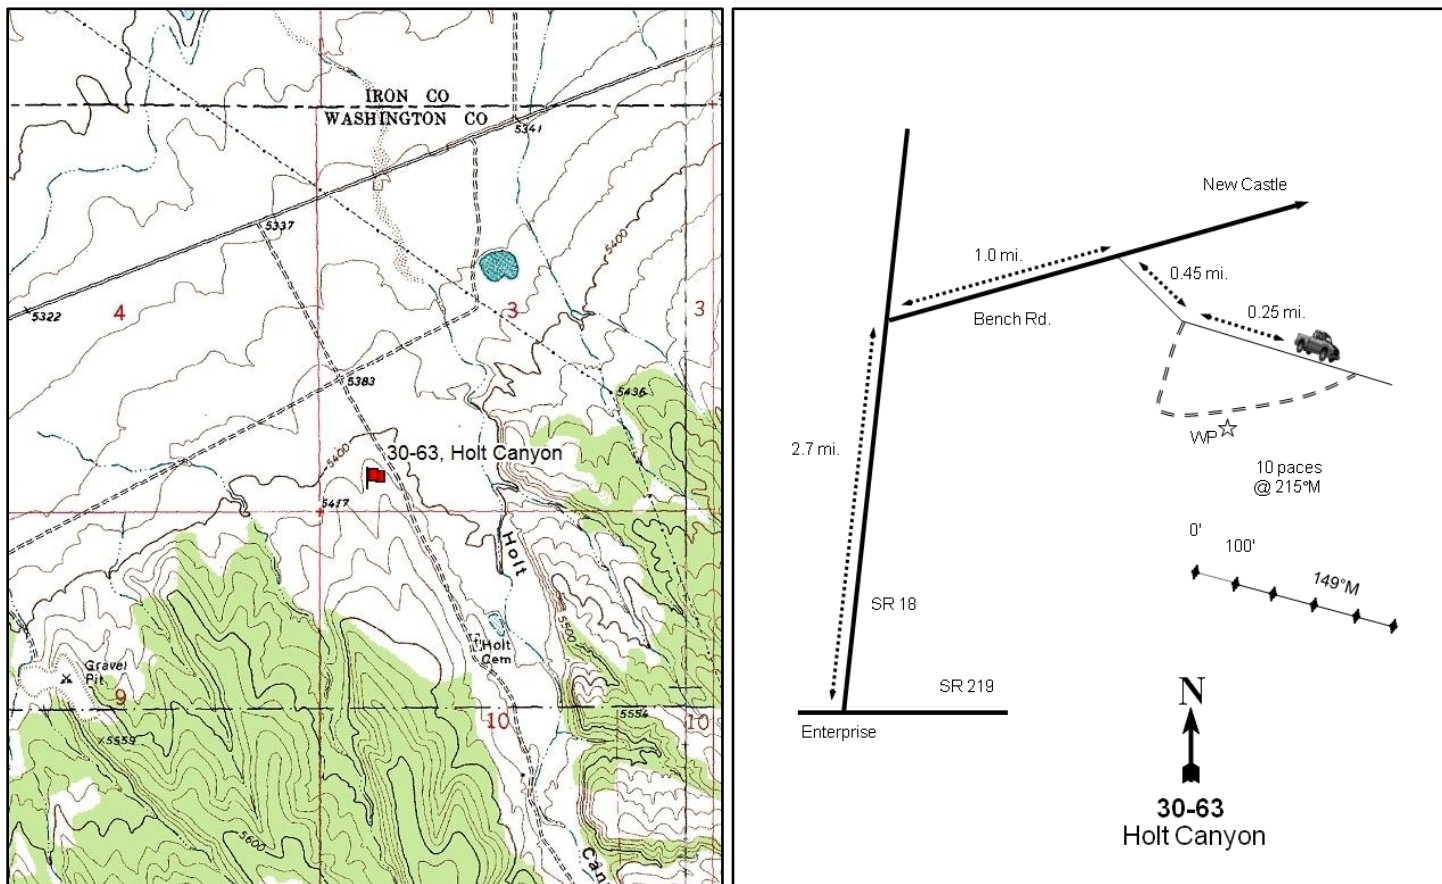 IRON CO
WASHINGTON CO
5341
5337
5400
5322
4
3
3
5383
5436
5400
30-63, Holt Canyon
5417
Holt
5500
Holt
Cem
Gravel
Pit
9
10
10
5554
5559
5600
New Castle
1.0 mi.
0.45 mi.
0.25 mi.
Bench Rd.
2.7 mi.
WP
10 paces
@ 215°M
0'
100'
149°M
SR 18
SR 219
Enterprise
N
30-63
Holt Canyon